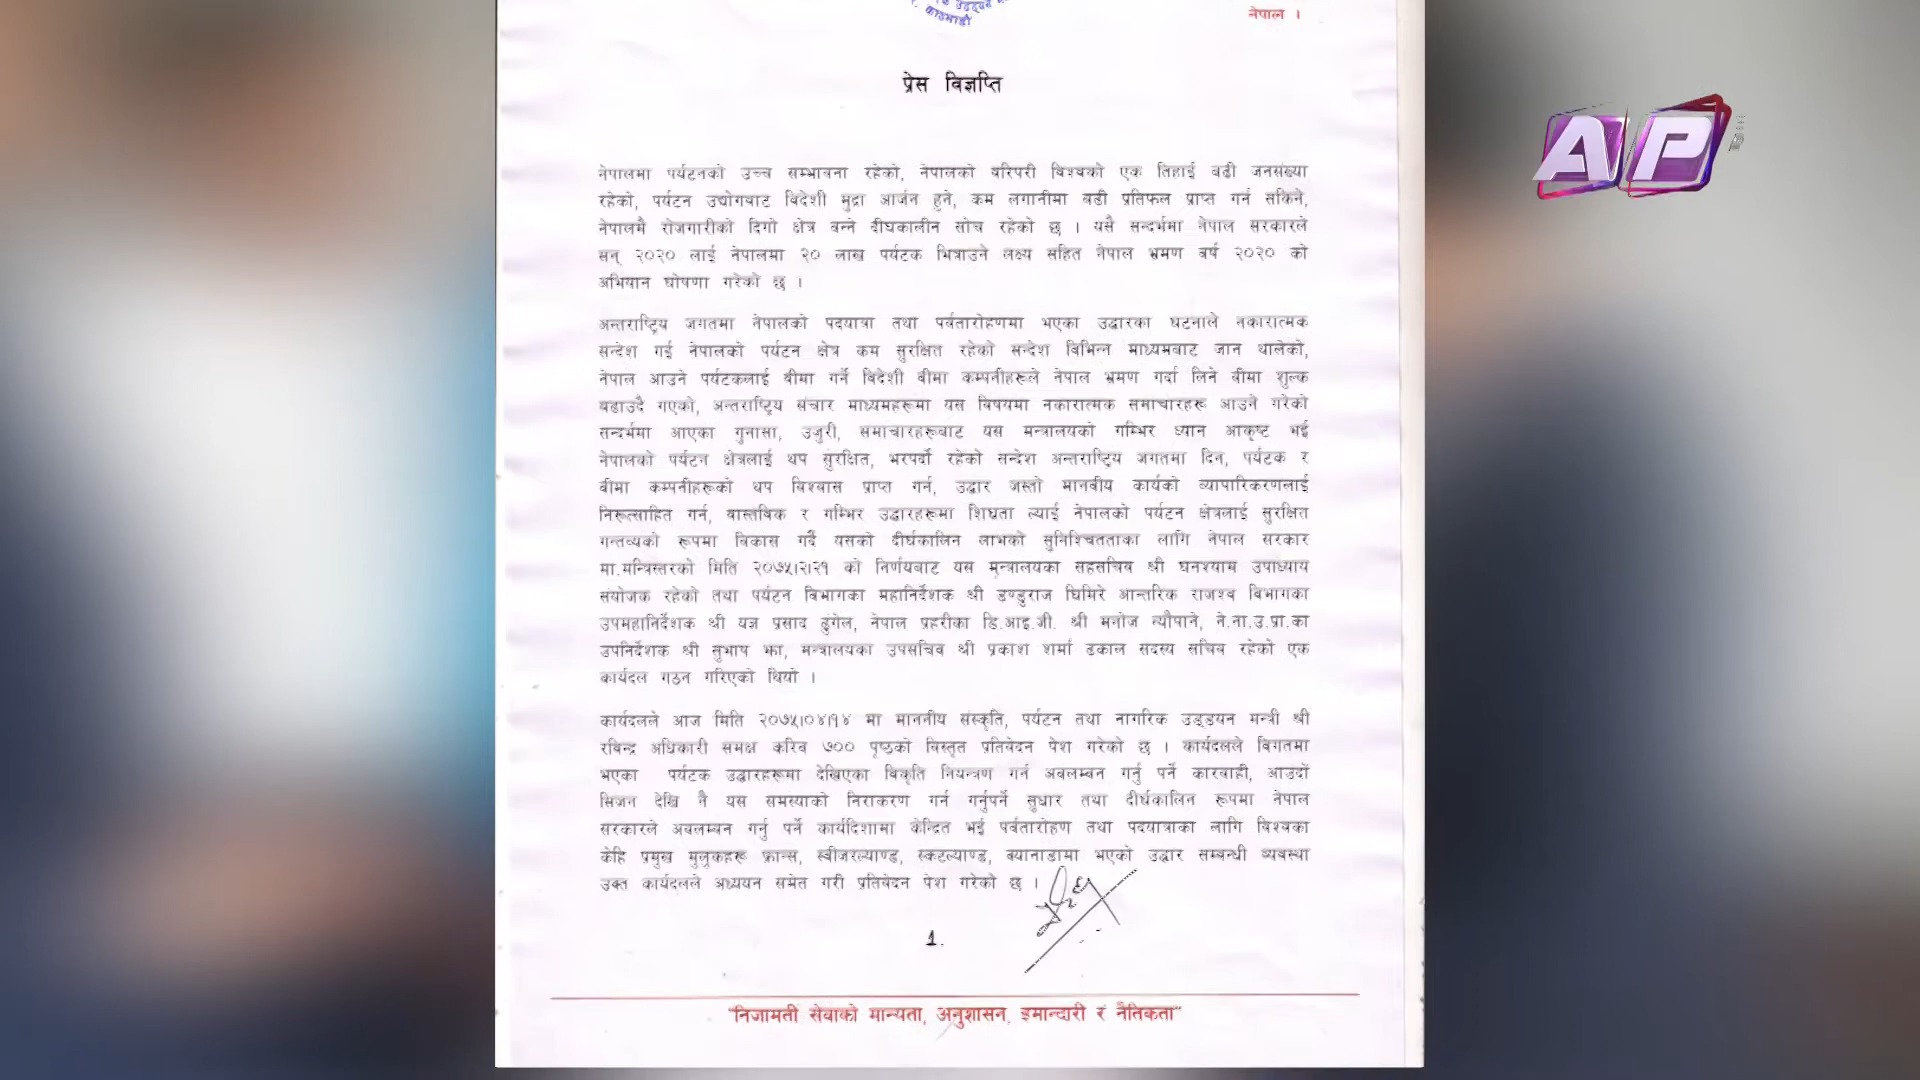 काठमाडौं
नेपाल ।
AP
प्रेस विज्ञप्ति
नेपालमा पर्यटनको उच्च सम्भावना रहेको, नेपालको वरिपरी विश्वको एक तिहाई बढी जनसंख्या
रहेको, पर्यटन उद्योगबाट विदेशी मुद्रा आर्जन हुने, कम लगानीमा बढी प्रतिफल प्राप्त गर्न सकिने,
नेपालमै रोजगारीको दिगो क्षेत्र बन्ने दीघकालीन सोच रहेको छ । यसै सन्दर्भमा नेपाल सरकारले
सन् २०२० लाई नेपालमा २० लाख पर्यटक भित्राउने लक्ष्य सहित नेपाल भ्रमण वर्ष २०२० को
अभियान घोषणा गरेको छ ।
अन्तराष्ट्रिय जगतमा नेपालको पदयात्रा तथा पर्वतारोहणमा भएका उद्धारका घटनाले नकारात्मक
सन्देश गई नेपालको पर्यटन क्षेत्र कम सुरक्षित रहेको सन्देश विभिन्न माध्यमबाट जान थालेको,
नेपाल आउने पर्यटकलाई बीमा गर्ने विदेशी बीमा कम्पनीहरूले नेपाल भ्रमण गर्दा लिने बीमा शुल्क
बढाउदै गएको, अन्तराष्ट्रिय संचार माध्यमहरूमा यस विषयमा नकारात्मक समाचारहरू आउने गरेको
सन्दर्भमा आएका गुनासा, उजुरी, समाचारहरूबाट यस मन्त्रालयको गम्भिर ध्यान आकृष्ट भई
नेपालको पर्यटन क्षेत्रलाई थप सुरक्षित, भरपर्दो रहेको सन्देश अन्तराष्ट्रिय जगतमा दिन, पर्यटक र
बीमा कम्पनीहरूको थप विश्वास प्राप्त गर्न, उद्धार जस्तो मानवीय कार्यको व्यापारिकरणलाई
निरूत्साहित गर्न, वास्तविक र गम्भिर उद्धारहरूमा शिघ्रता ल्याई नेपालको पर्यटन क्षेत्रलाई सुरक्षित
गन्तव्यको रूपमा विकास गर्दै यसको दीर्घकालिन लाभको सुनिश्चितताका लागि नेपाल सरकार
मा.मन्त्रिस्तरको मिति २०७५।२।२१ को निर्णयबाट यस मन्त्रालयका सहसचिव श्री घनश्याम उपाध्याय
संयोजक रहेको तथा पर्यटन विभागका महानिर्देशक श्री डण्डुराज घिमिरे आन्तरिक राजश्व विभागका
उपमहानिर्देशक श्री यज्ञ प्रसाद ढुंगेल, नेपाल प्रहरीका डि.आइ.जी. श्री मनोज न्यौपाने, ने.ना.उ.प्रा.का
उपनिर्देशक श्री सुभाष झा, मन्त्रालयका उपसचिव श्री प्रकाश शर्मा ढकाल सदस्य सचिव रहेको एक
कार्यदल गठन गरिएको थियो ।
कार्यदलले आज मिति २०७५।०४।१४ मा माननीय संस्कृति, पर्यटन तथा नागरिक उड्डयन मन्त्री श्री
रबिन्द्र अधिकारी समक्ष करिव ७०० पृष्ठको विस्तृत प्रतिवेदन पेश गरेको छ । कार्यदलले विगतमा
भएका पर्यटक उद्धारहरूमा देखिएका विकृति नियन्त्रण गर्न अवलम्बन गर्नु पर्ने कारवाही, आउदों
सिजन देखि नै यस समस्याको निराकरण गर्न गर्नुपर्ने सुधार तथा दीर्घकालिन रूपमा नेपाल
सरकारले अवलम्बन गर्नु पर्ने कार्यदिशामा केन्दित भई पर्वतारोहण तथा पदयात्राका लागि विश्वका
केहि प्रमुख मुलुकहरू फ्रान्स, स्वीजरल्याण्ड, स्कटल्याण्ड, क्यानाडामा भएको उद्धार सम्बन्धी व्यवस्था
उक्त कार्यदलले अध्ययन समेत गरी प्रतिवेदन पेश गरेको छ ।
1.
"निजामती सेवाको मान्यता, अनुशासन, इमान्दारी र नैतिकता"